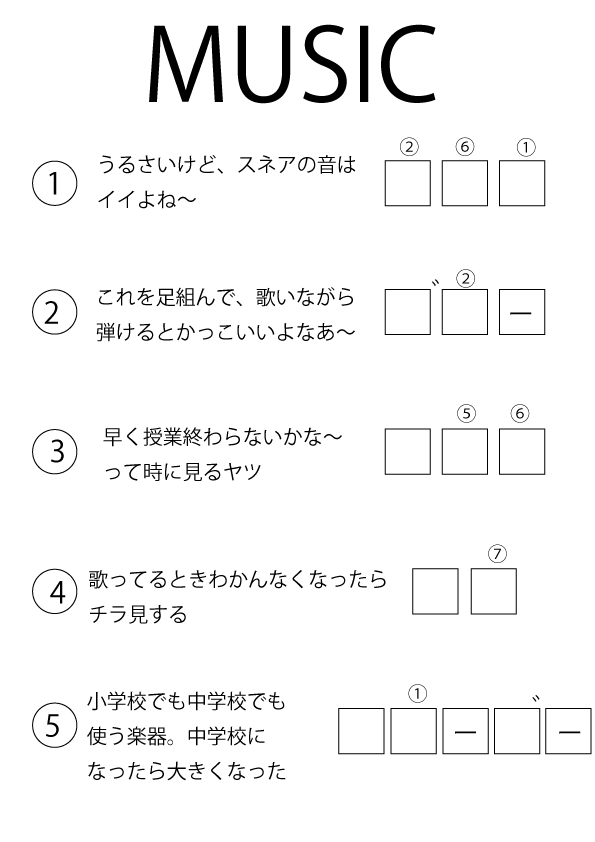 MUSIC
① うるさいけど、スネアの音は
イイよね～
② ⑥ ①
② これを足組んで、歌いながら
弾けるとかっこいいよなあ～
゛ ②
ー
③ 早く授業終わらないかな～
って時に見るヤツ
⑤ ⑥
④ 歌ってるときわかんなくなったら
チラ見する
⑦
⑤ 小学校でも中学校でも
使う楽器。中学校に
なったら大きくなった
① ゛
ー ー